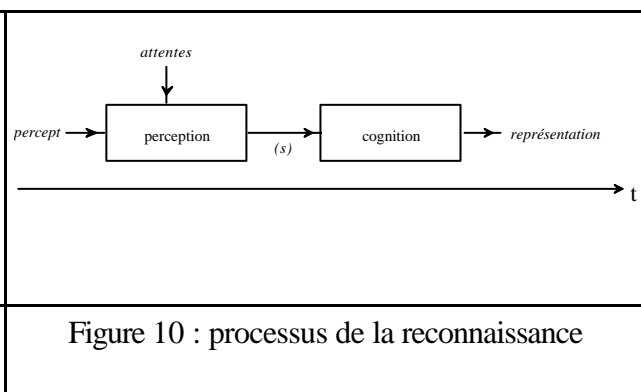 attentes
percept perception (s) cognition représentation
t
Figure 10 : processus de la reconnaissance